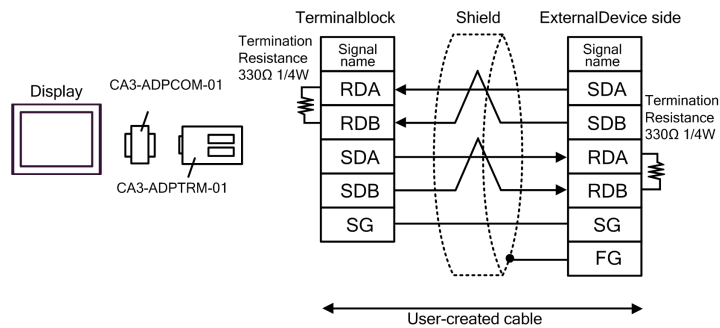 Terminalblock
Shield
ExternalDevice side
Termination
Resistance
330Ω 1/4W
Signal
name
Signal
name
Display
CA3-ADPCOM-01
RDA
SDA
Termination
Resistance
330Ω 1/4W
RDB
SDB
SDA
RDA
CA3-ADPTRM-01
SDB
RDB
SG
SG
FG
User-created cable